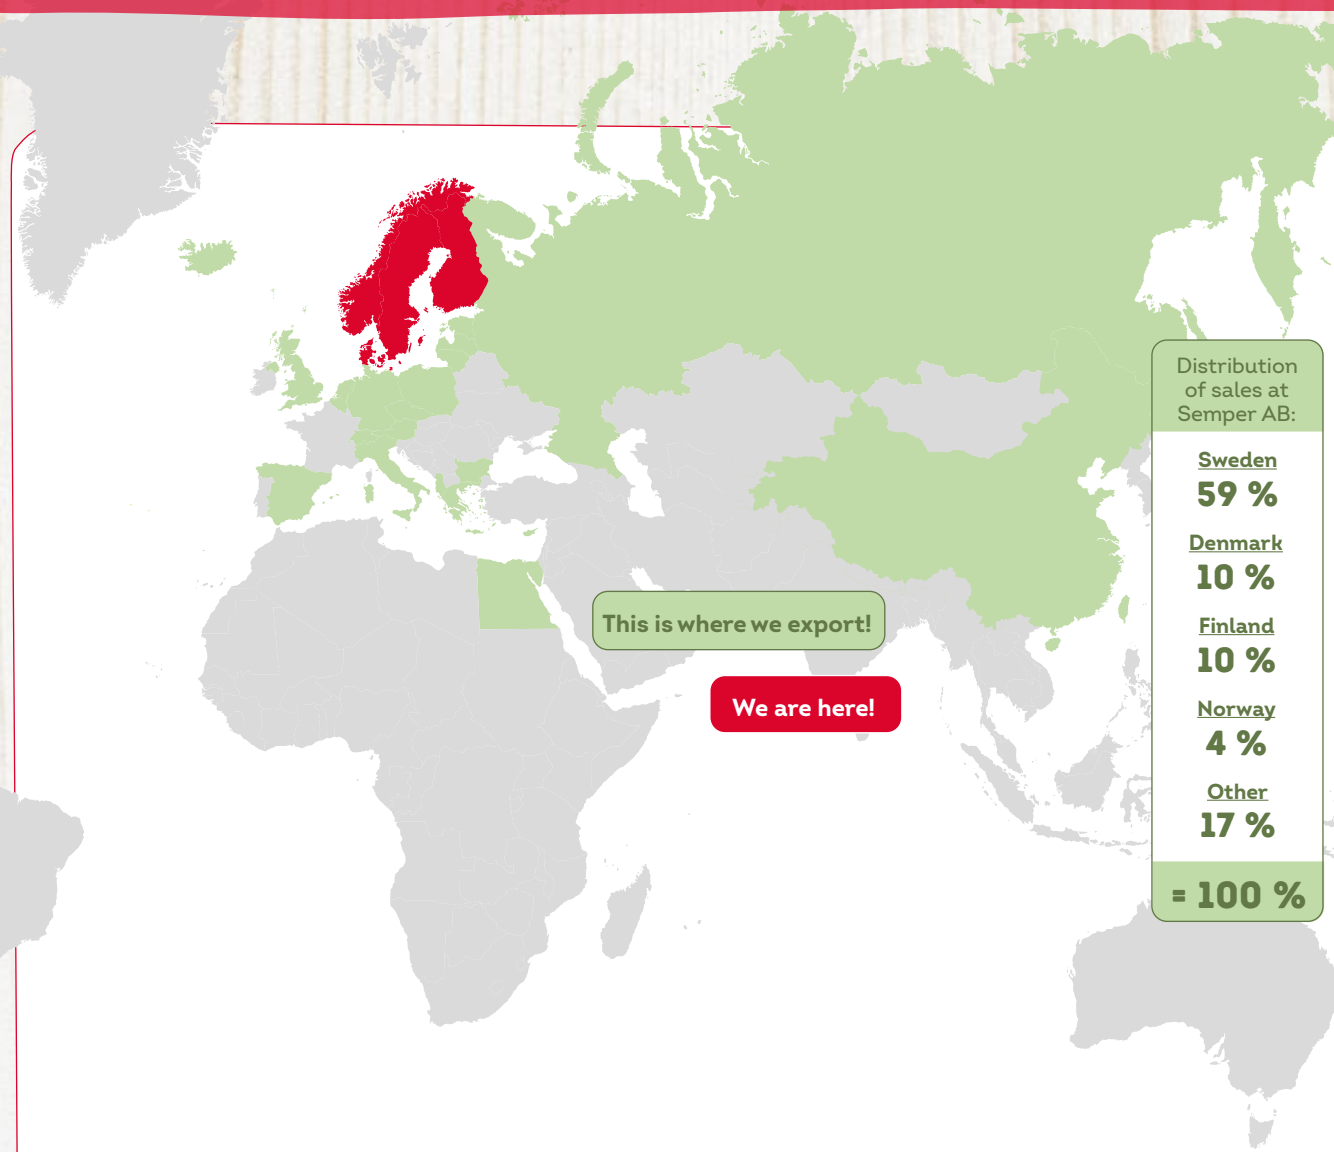 This is where we export!
We are here!
Distribution
of sales at
Semper AB:
Sweden
59 %
Denmark
10 %
Finland
10 %
Norway
4 %
Other
17 %
= 100 %